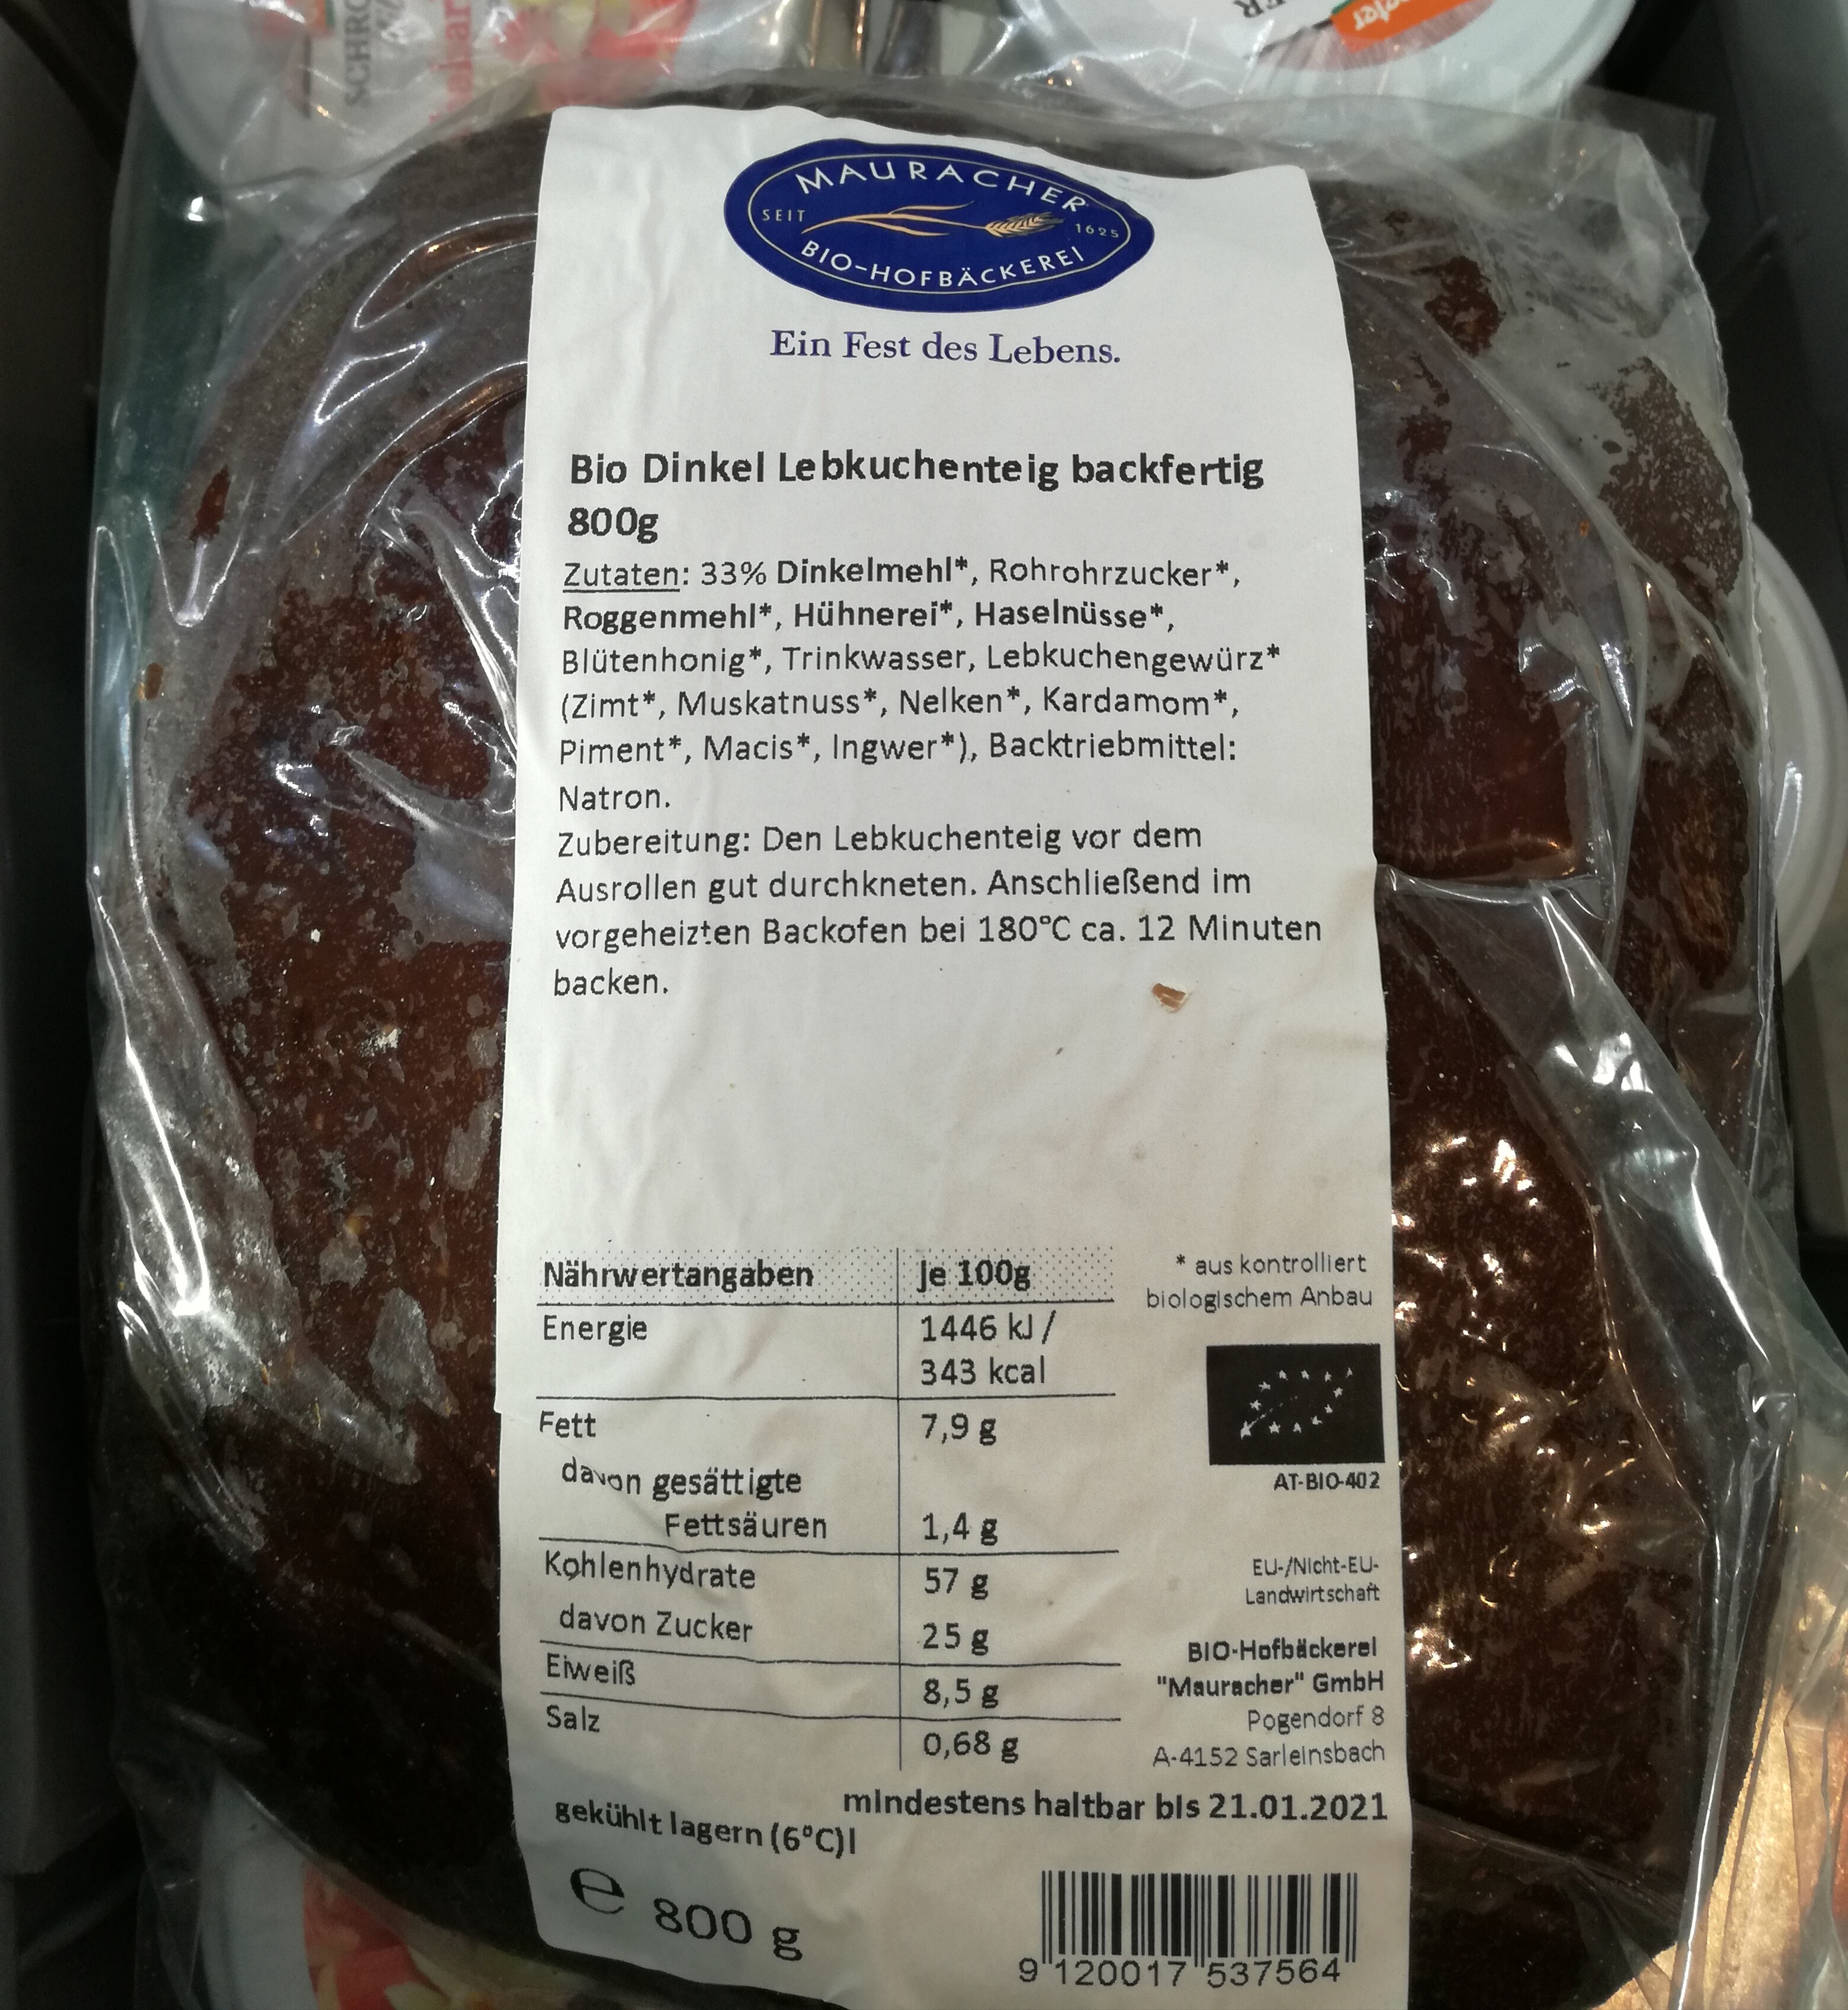 SCHRO
MAURACHER
SEIT 1625
BIO-HOFBÄCKEREI
Ein Fest des Lebens.
Bio Dinkel Lebkuchenteig backfertig
800g
Zutaten: 33% Dinkelmehl*, Rohrohrzucker*,
Roggenmehl*, Hühnerei*, Haselnüsse*,
Blütenhonig*, Trinkwasser, Lebkuchengewürz*
(Zimt*, Muskatnuss*, Nelken*, Kardamom*,
Piment*, Macis*, Ingwer*), Backtriebmittel:
Natron.
Zubereitung: Den Lebkuchenteig vor dem
Ausrollen gut durchkneten. Anschließend im
vorgeheizten Backofen bei 180°C ca. 12 Minuten
backen.
Nährwertangaben Je 100g
Energie 1446 kJ /
343 kcal
Fett 7,9 g
davon gesättigte
Fettsäuren 1,4 g
Kohlenhydrate 57 g
davon Zucker 25 g
Eiweiß 8,5 g
Salz 0,68 g
* aus kontrolliert
biologischem Anbau
AT-BIO-402
EU-/Nicht-EU-
Landwirtschaft
BIO-Hofbäckerei
"Mauracher" GmbH
Pogendorf 8
A-4152 Sarleinsbach
mindestens haltbar bis 21.01.2021
gekühlt lagern (6°C)!
e 800 g
9 120017 537564